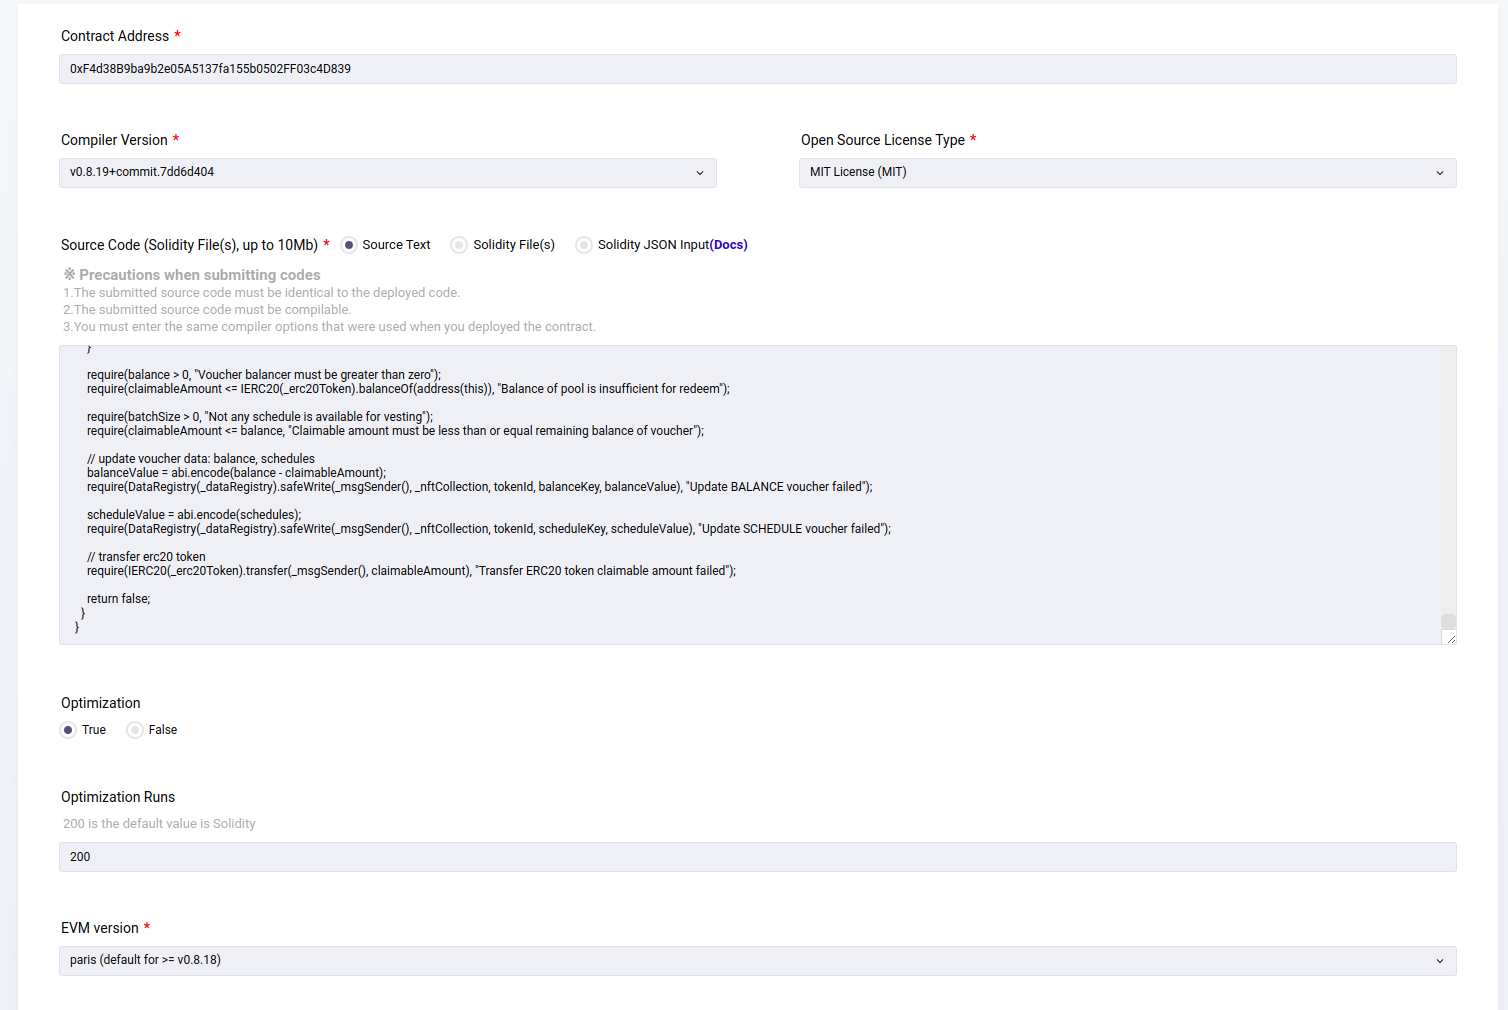 Contract Address *
0xF4d38B9ba9b2e05A5137fa155b0502FF03c4D839
Compiler Version *
Open Source License Type *
v0.8.19+commit.7dd6d404
MIT License (MIT)
Source Code (Solidity File(s), up to 10Mb) * Source Text Solidity File(s) Solidity JSON Input(Docs)
※ Precautions when submitting codes
1.The submitted source code must be identical to the deployed code.
2.The submitted source code must be compilable.
3.You must enter the same compiler options that were used when you deployed the contract.
}
require(balance > 0, "Voucher balancer must be greater than zero");
require(claimableAmount <= IERC20(_erc20Token).balanceOf(address(this)), "Balance of pool is insufficient for redeem");
require(batchSize > 0, "Not any schedule is available for vesting");
require(claimableAmount <= balance, "Claimable amount must be less than or equal remaining balance of voucher");
// update voucher data: balance, schedules
balanceValue = abi.encode(balance - claimableAmount);
require(DataRegistry(_dataRegistry).safeWrite(_msgSender(), _nftCollection, tokenId, balanceKey, balanceValue), "Update BALANCE voucher failed");
scheduleValue = abi.encode(schedules);
require(DataRegistry(_dataRegistry).safeWrite(_msgSender(), _nftCollection, tokenId, scheduleKey, scheduleValue), "Update SCHEDULE voucher failed");
// transfer erc20 token
require(IERC20(_erc20Token).transfer(_msgSender(), claimableAmount), "Transfer ERC20 token claimable amount failed");
return false;
}
}
Optimization
True False
Optimization Runs
200 is the default value is Solidity
200
EVM version *
paris (default for >= v0.8.18)